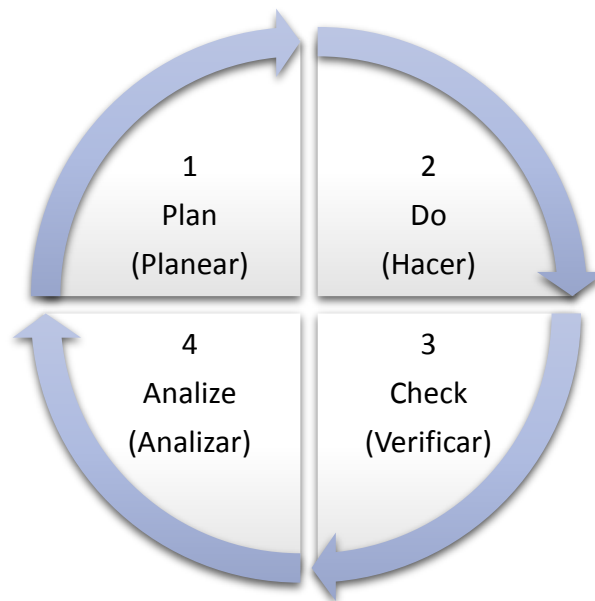 1
Plan
(Planear)
2
Do
(Hacer)
4
Analize
(Analizar)
3
Check
(Verificar)